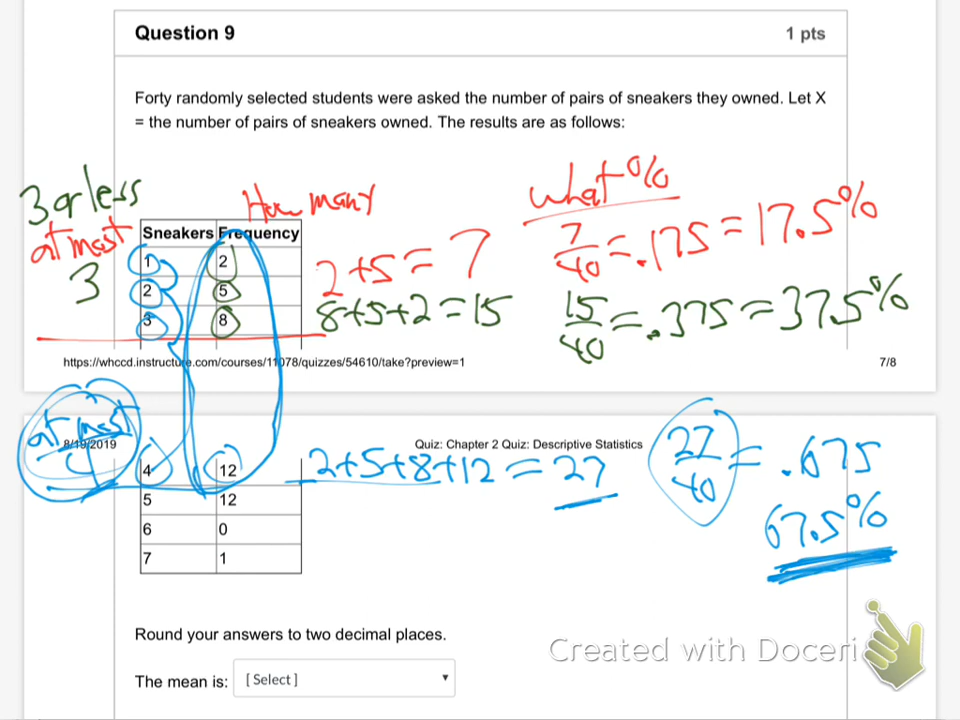 Question 9 1 pts
Forty randomly selected students were asked the number of pairs of sneakers they owned. Let X
= the number of pairs of sneakers owned. The results are as follows:
3 or less How many what %
at most 3
Sneakers Frequency
1 2
2 5
3 8
2+5 = 7 7/40 = .175 = 17.5%
8+5+2 = 15 15/40 = .375 = 37.5%
https://whccd.instructure.com/courses/11078/quizzes/54610/take?preview=1 7/8
8/19/2019 Quiz: Chapter 2 Quiz: Descriptive Statistics
at most 4
4 12
5 12
6 0
7 1
2+5+8+12 = 27 27/40 = .675
67.5%
Round your answers to two decimal places.
The mean is: [ Select ]
Created with Doceri